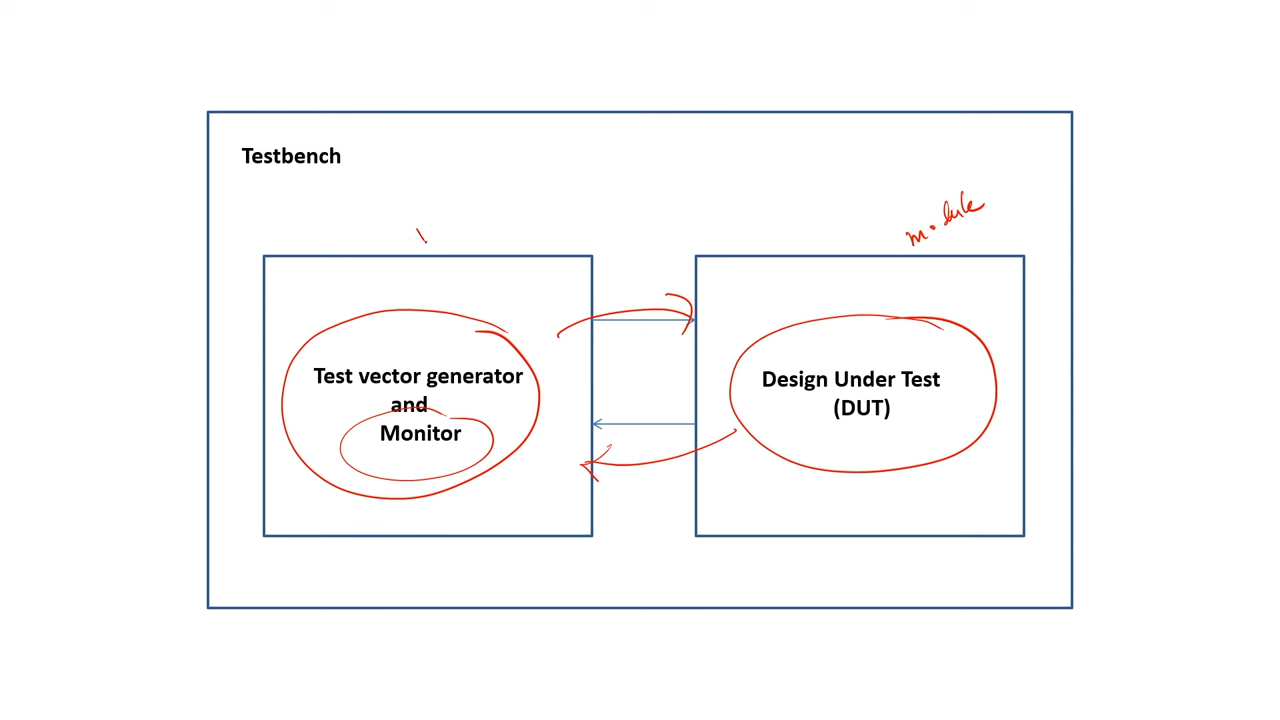 Testbench
module
Test vector generator
and
Monitor
Design Under Test
(DUT)